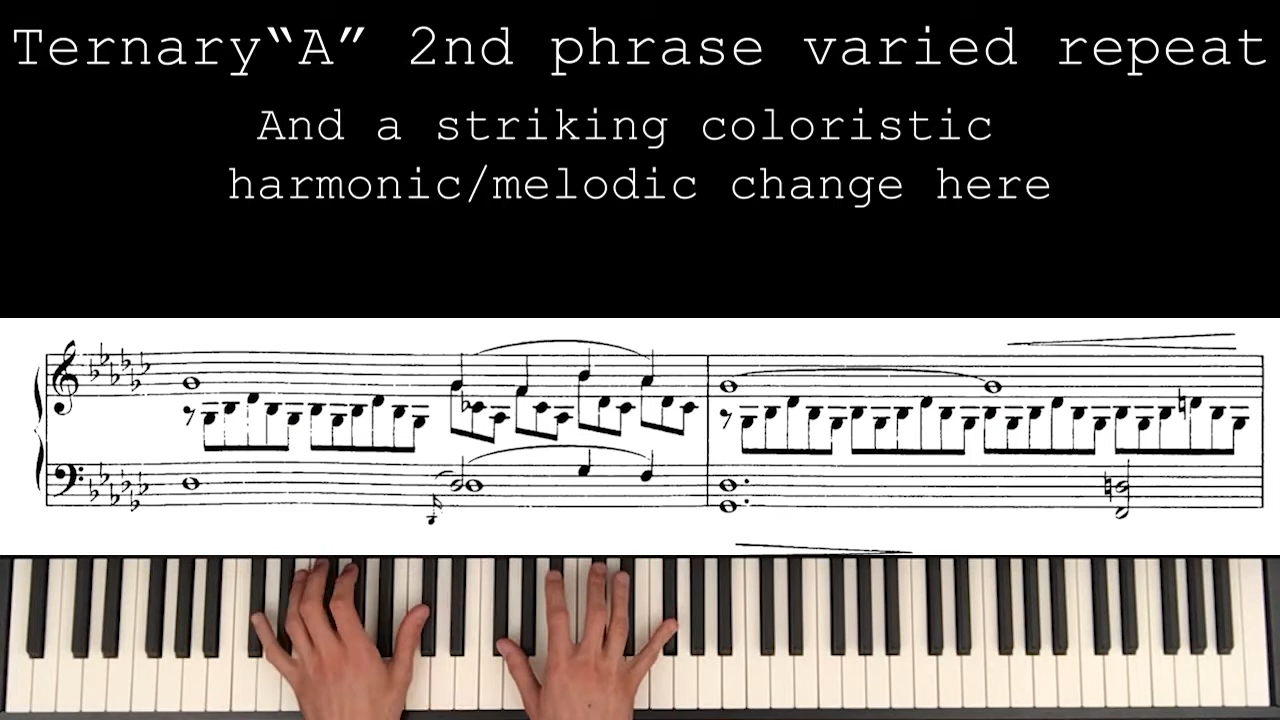 Ternary“A” 2nd phrase varied repeat
And a striking coloristic
harmonic/melodic change here